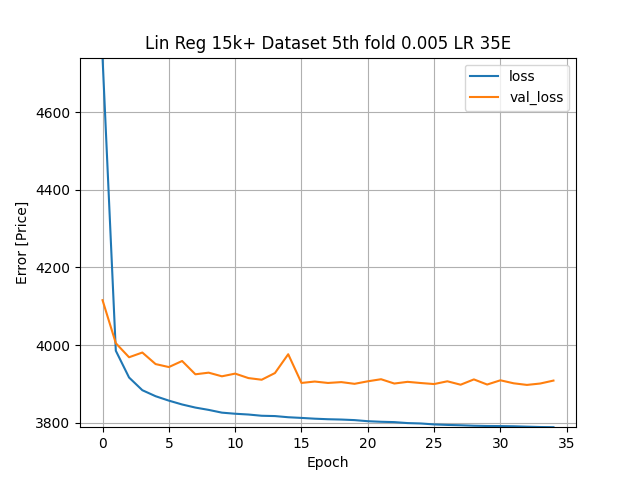 Lin Reg 15k+ Dataset 5th fold 0.005 LR 35E
loss
val_loss
Error [Price]
4600
4400
4200
4000
3800
0 5 10 15 20 25 30 35
Epoch